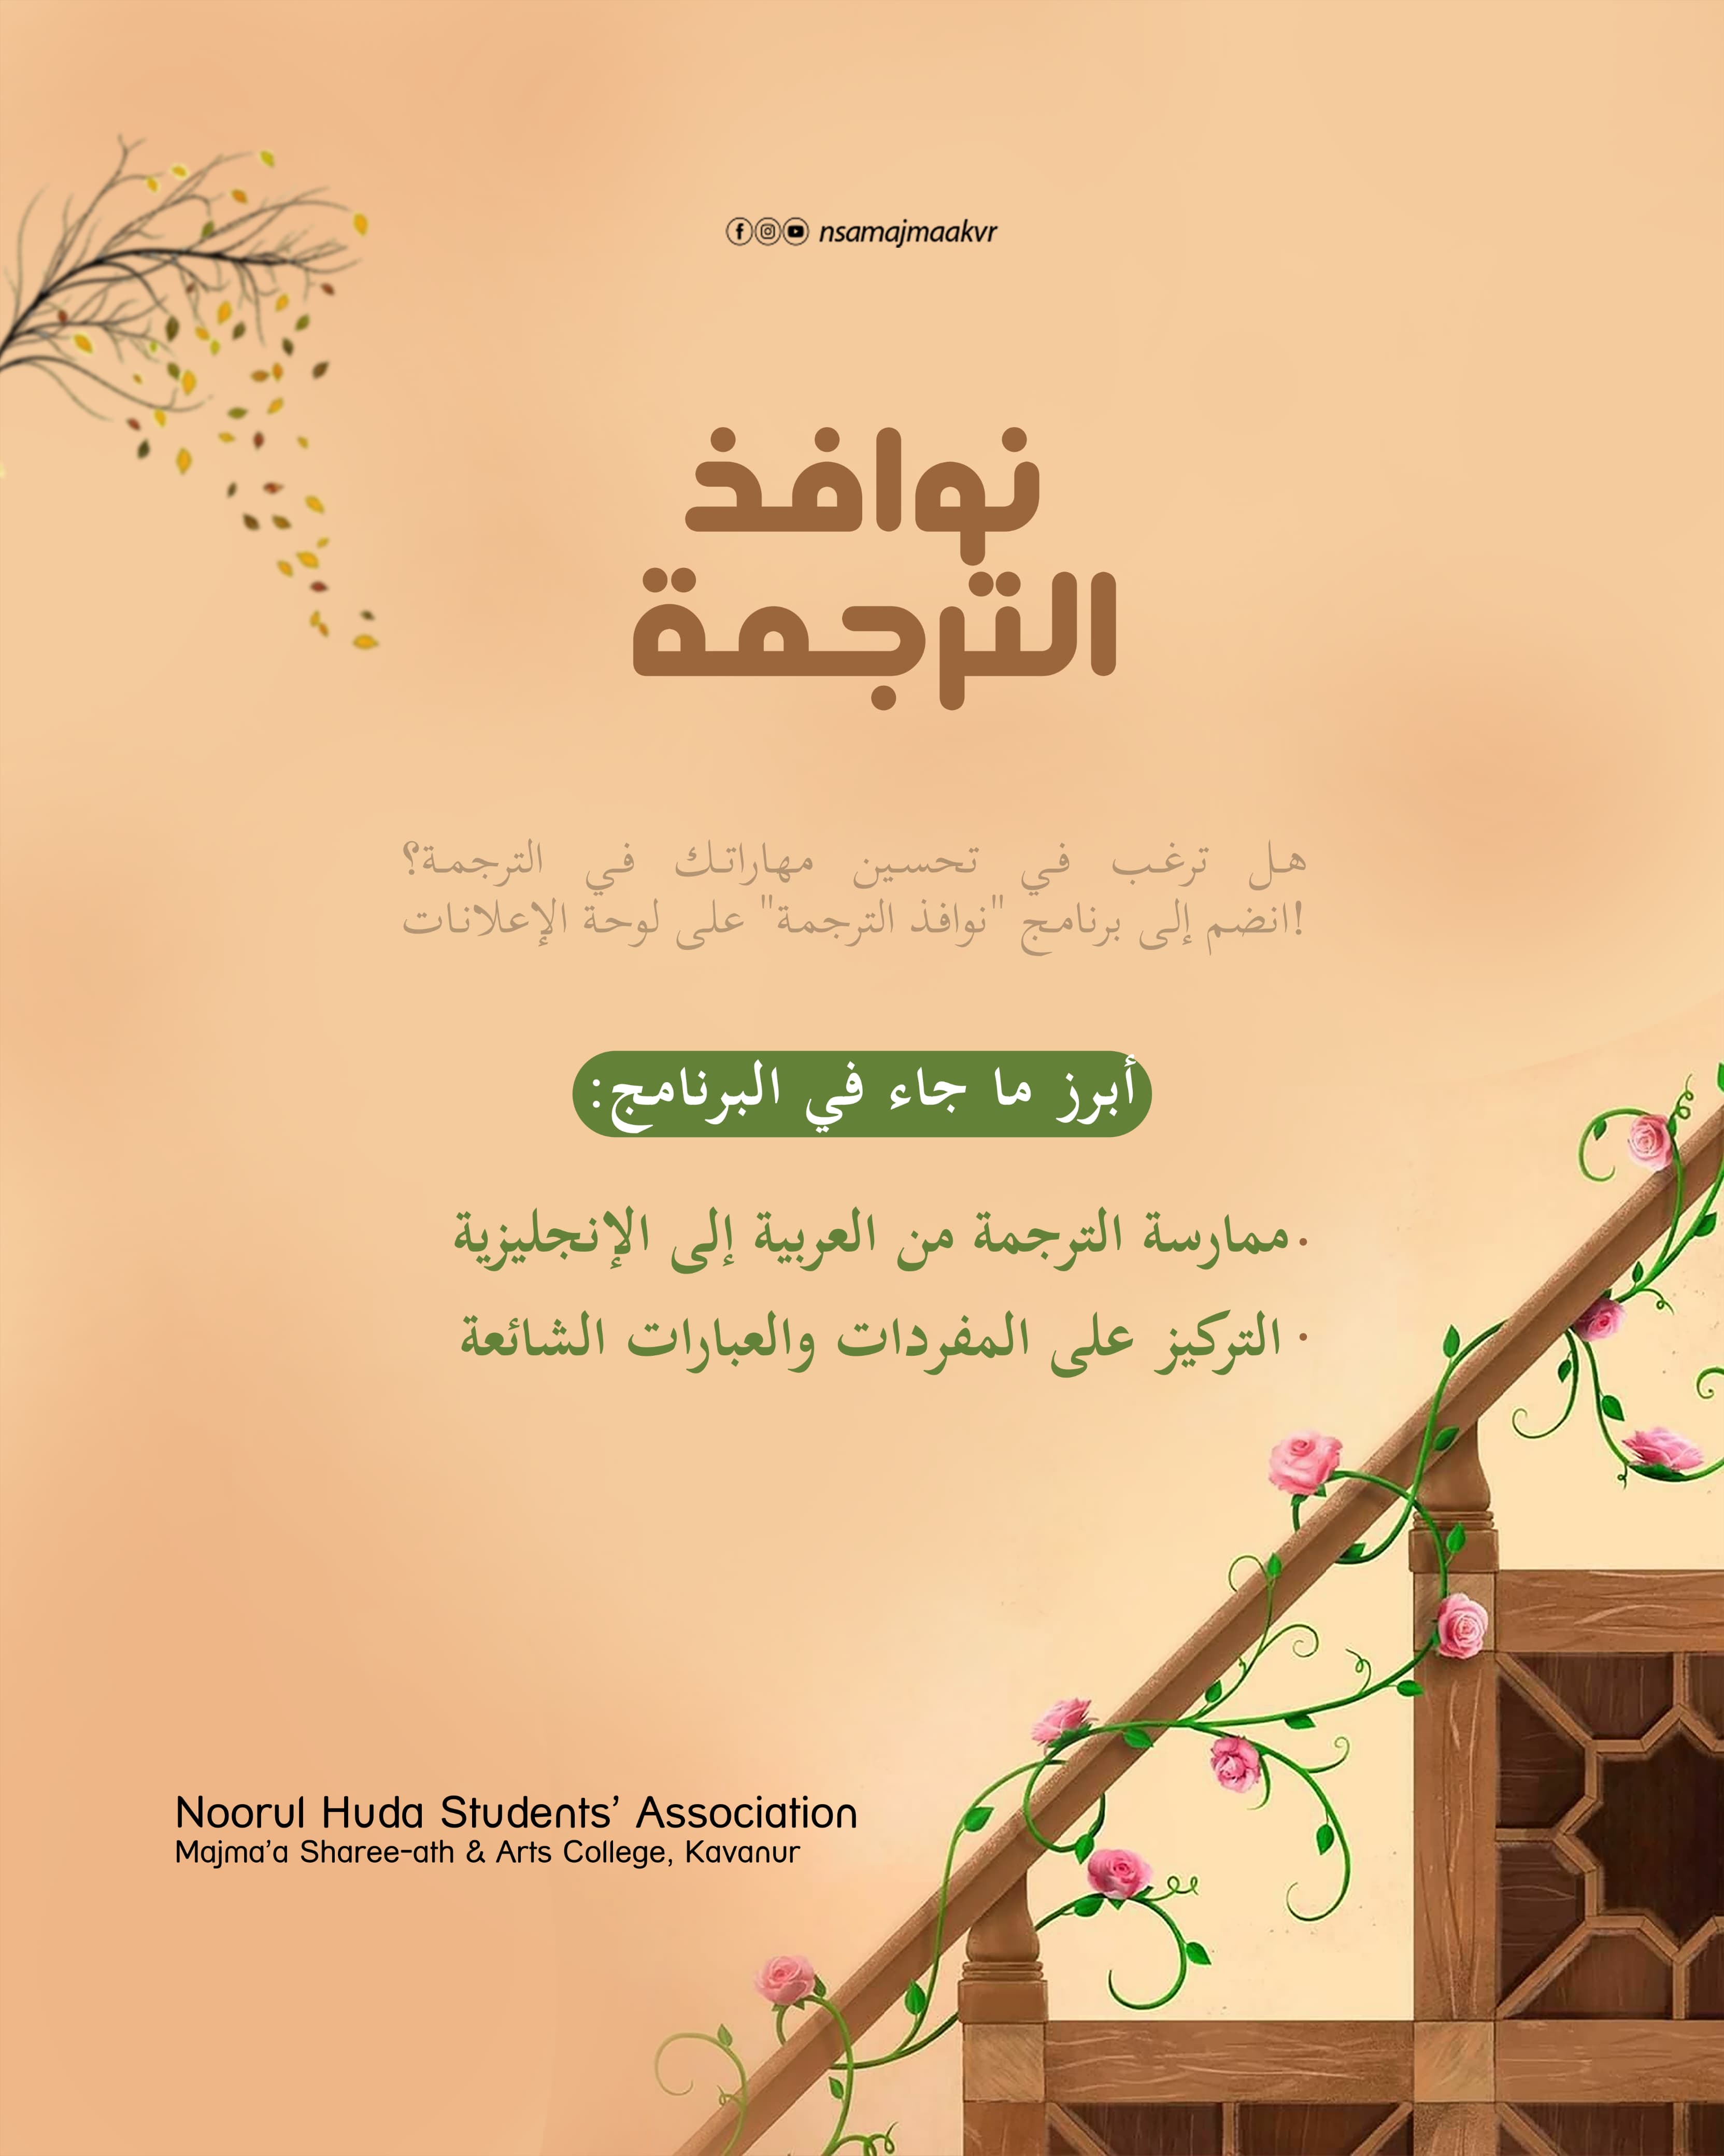 nsamajmaakvr
نوافذ
الترجمة
هل ترغب في تحسين مهاراتك في الترجمة؟
!انضم إلى برنامج "نوافذ الترجمة" على لوحة الإعلانات
أبرز ما جاء في البرنامج:
· ممارسة الترجمة من العربية إلى الإنجليزية
· التركيز على المفردات والعبارات الشائعة
Noorul Huda Students’ Association
Majma’a Sharee-ath & Arts College, Kavanur